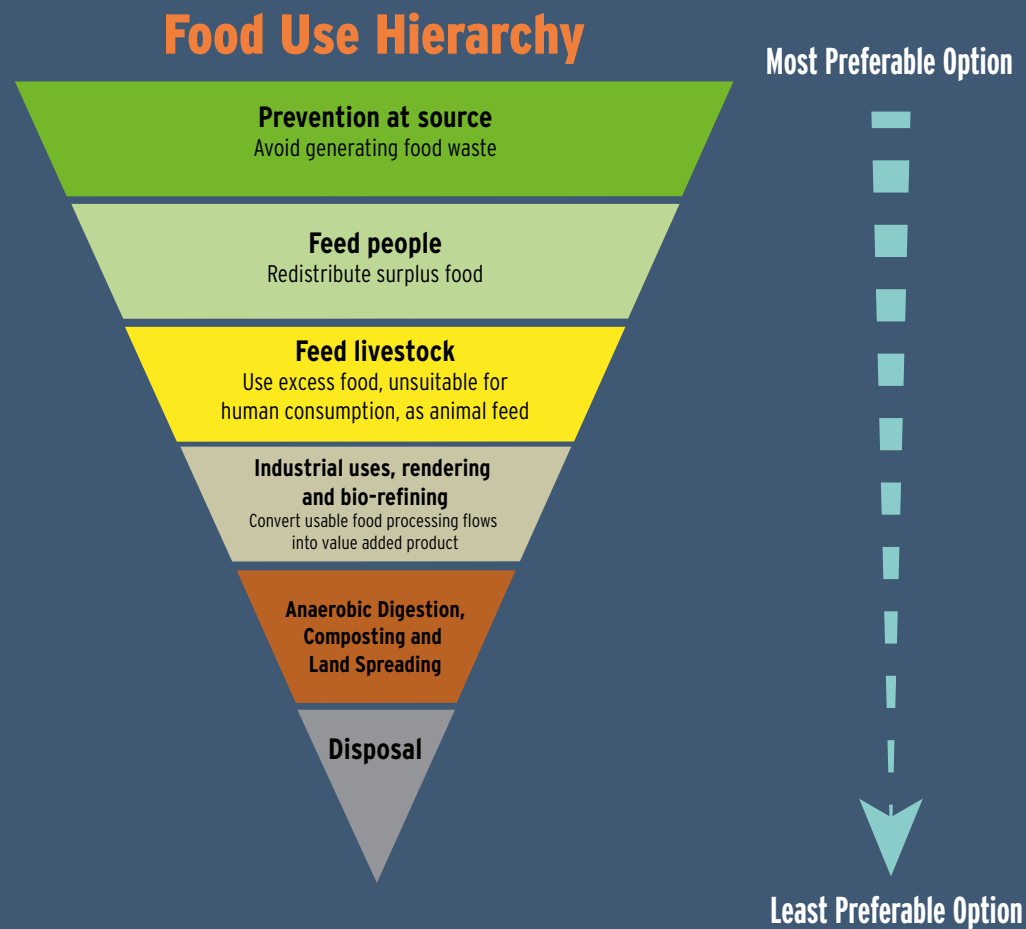 Food Use Hierarchy
Most Preferable Option
Prevention at source
Avoid generating food waste
Feed people
Redistribute surplus food
Feed livestock
Use excess food, unsuitable for
human consumption, as animal feed
Industrial uses, rendering
and bio-refining
Convert usable food processing flows
into value added product
Anaerobic Digestion,
Composting and
Land Spreading
Disposal
Least Preferable Option